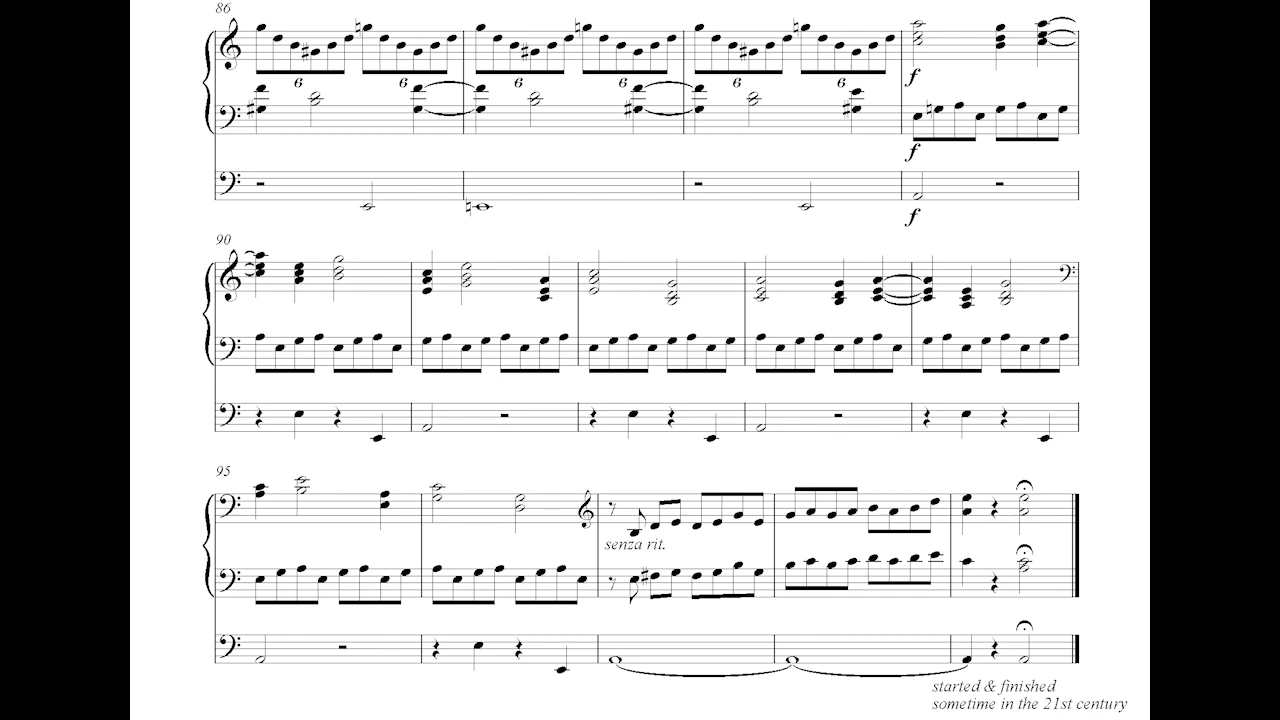 86
6 6 6 6 6 6
f
f
f
90
95
senza rit.
started & finished
sometime in the 21st century